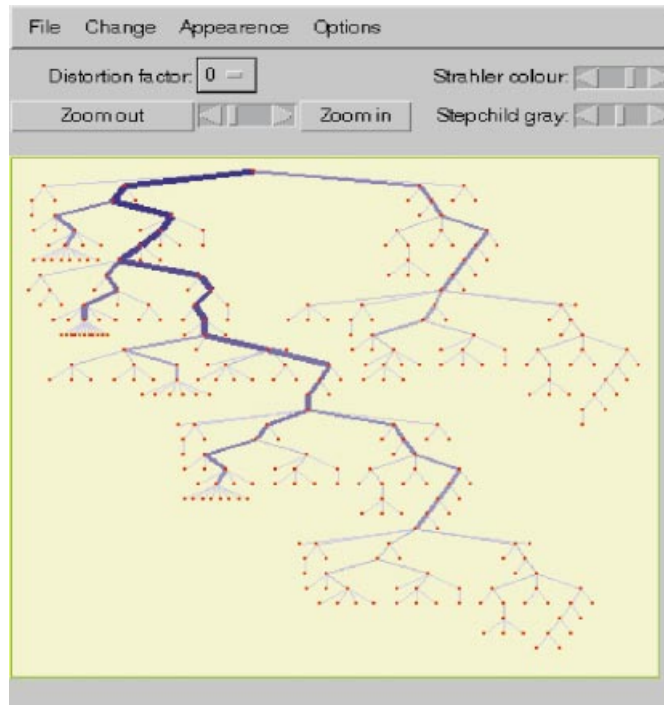 File Change Appearence Options
Distortion factor: 0 Strahler colour:
Zoom out Zoom in Stepchild gray: